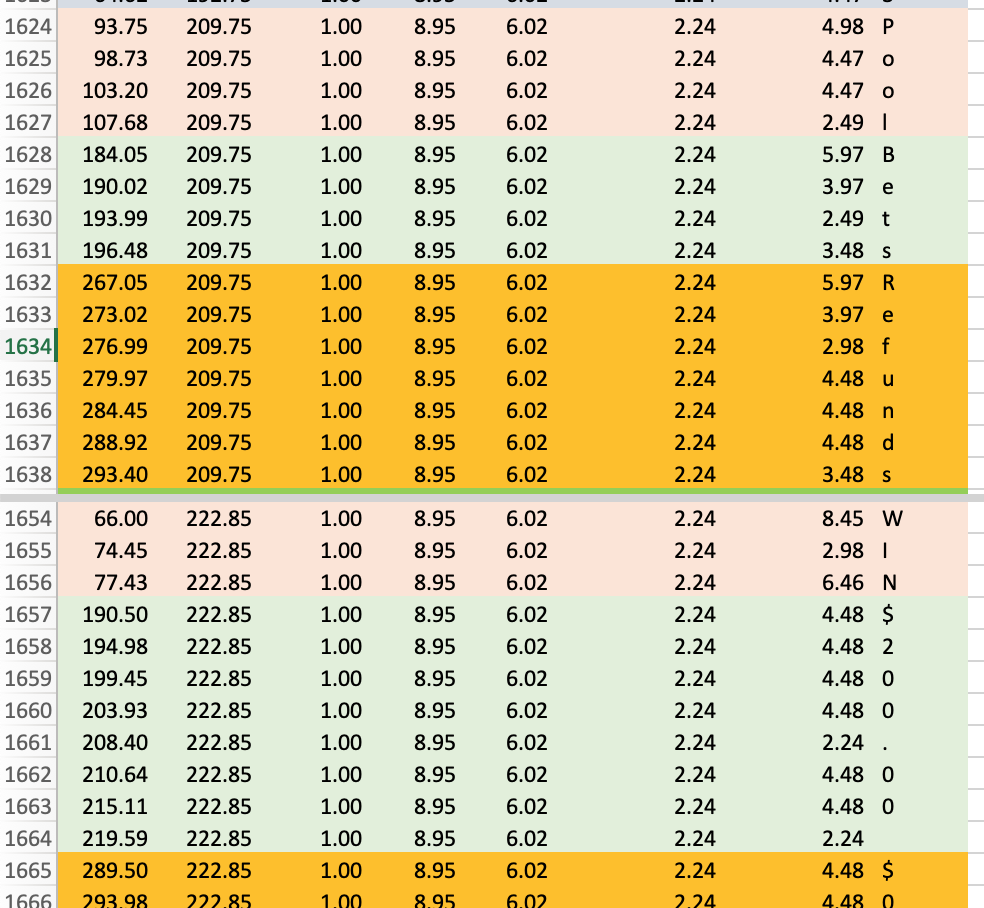 1624 93.75 209.75 1.00 8.95 6.02 2.24 4.98 P
1625 98.73 209.75 1.00 8.95 6.02 2.24 4.47 o
1626 103.20 209.75 1.00 8.95 6.02 2.24 4.47 o
1627 107.68 209.75 1.00 8.95 6.02 2.24 2.49 l
1628 184.05 209.75 1.00 8.95 6.02 2.24 5.97 B
1629 190.02 209.75 1.00 8.95 6.02 2.24 3.97 e
1630 193.99 209.75 1.00 8.95 6.02 2.24 2.49 t
1631 196.48 209.75 1.00 8.95 6.02 2.24 3.48 s
1632 267.05 209.75 1.00 8.95 6.02 2.24 5.97 R
1633 273.02 209.75 1.00 8.95 6.02 2.24 3.97 e
1634 276.99 209.75 1.00 8.95 6.02 2.24 2.98 f
1635 279.97 209.75 1.00 8.95 6.02 2.24 4.48 u
1636 284.45 209.75 1.00 8.95 6.02 2.24 4.48 n
1637 288.92 209.75 1.00 8.95 6.02 2.24 4.48 d
1638 293.40 209.75 1.00 8.95 6.02 2.24 3.48 s
1654 66.00 222.85 1.00 8.95 6.02 2.24 8.45 W
1655 74.45 222.85 1.00 8.95 6.02 2.24 2.98 I
1656 77.43 222.85 1.00 8.95 6.02 2.24 6.46 N
1657 190.50 222.85 1.00 8.95 6.02 2.24 4.48 $
1658 194.98 222.85 1.00 8.95 6.02 2.24 4.48 2
1659 199.45 222.85 1.00 8.95 6.02 2.24 4.48 0
1660 203.93 222.85 1.00 8.95 6.02 2.24 4.48 0
1661 208.40 222.85 1.00 8.95 6.02 2.24 2.24 .
1662 210.64 222.85 1.00 8.95 6.02 2.24 4.48 0
1663 215.11 222.85 1.00 8.95 6.02 2.24 4.48 0
1664 219.59 222.85 1.00 8.95 6.02 2.24 2.24
1665 289.50 222.85 1.00 8.95 6.02 2.24 4.48 $
1666 293.98 222.85 1.00 8.95 6.02 2.24 4.48 0